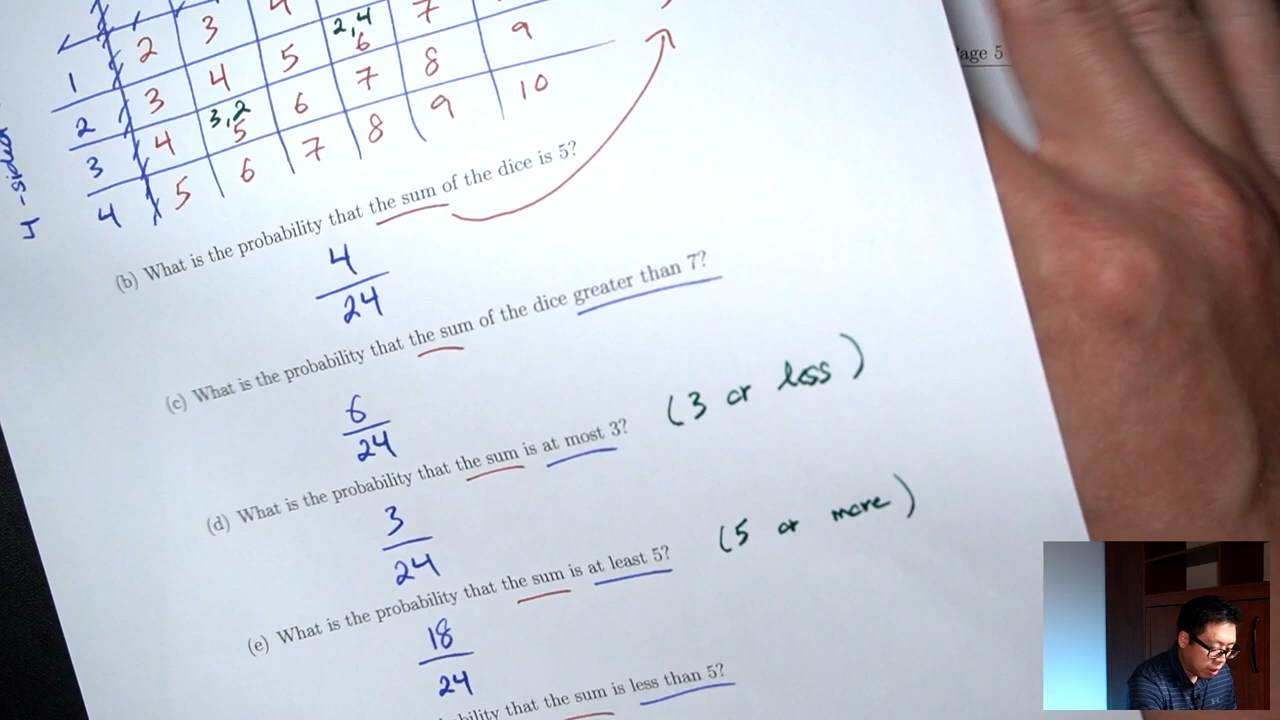 1 2 3 4 2,4 7
5 6 9
2 3 4 7 8
3,2 6 9 10
3 4 5 8
4 5 6 7
-sided
age 5
(b) What is the probability that the sum of the dice is 5?
4
24
(c) What is the probability that the sum of the dice greater than 7?
6
24
(d) What is the probability that the sum is at most 3? (3 or less)
3
24
(e) What is the probability that the sum is at least 5? (5 or more)
18
24
bility that the sum is less than 5?